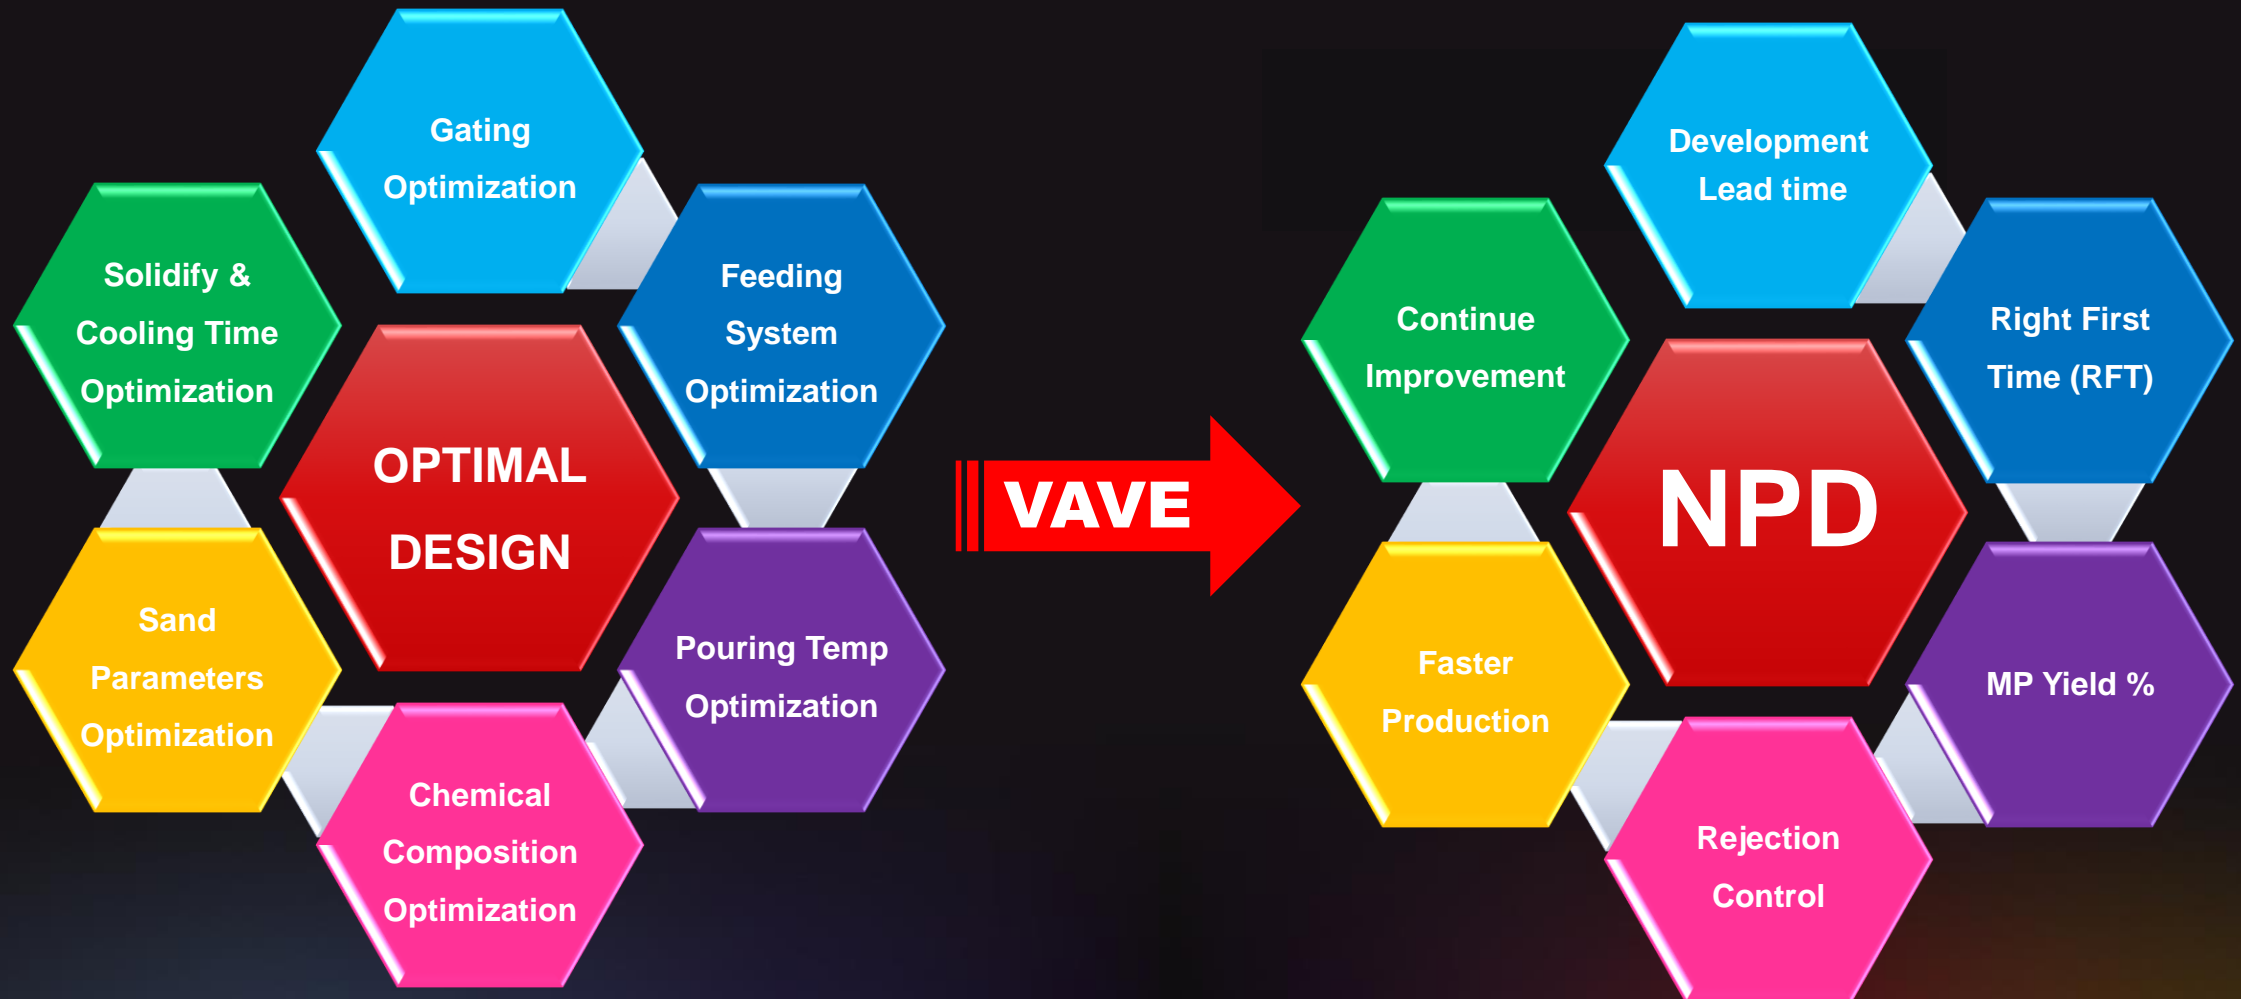 Gating
Optimization
Feeding
System
Optimization
Pouring Temp
Optimization
Chemical
Composition
Optimization
Sand
Parameters
Optimization
Solidify &
Cooling Time
Optimization
OPTIMAL
DESIGN
VAVE
Development
Lead time
Right First
Time (RFT)
MP Yield %
Rejection
Control
Faster
Production
Continue
Improvement
NPD